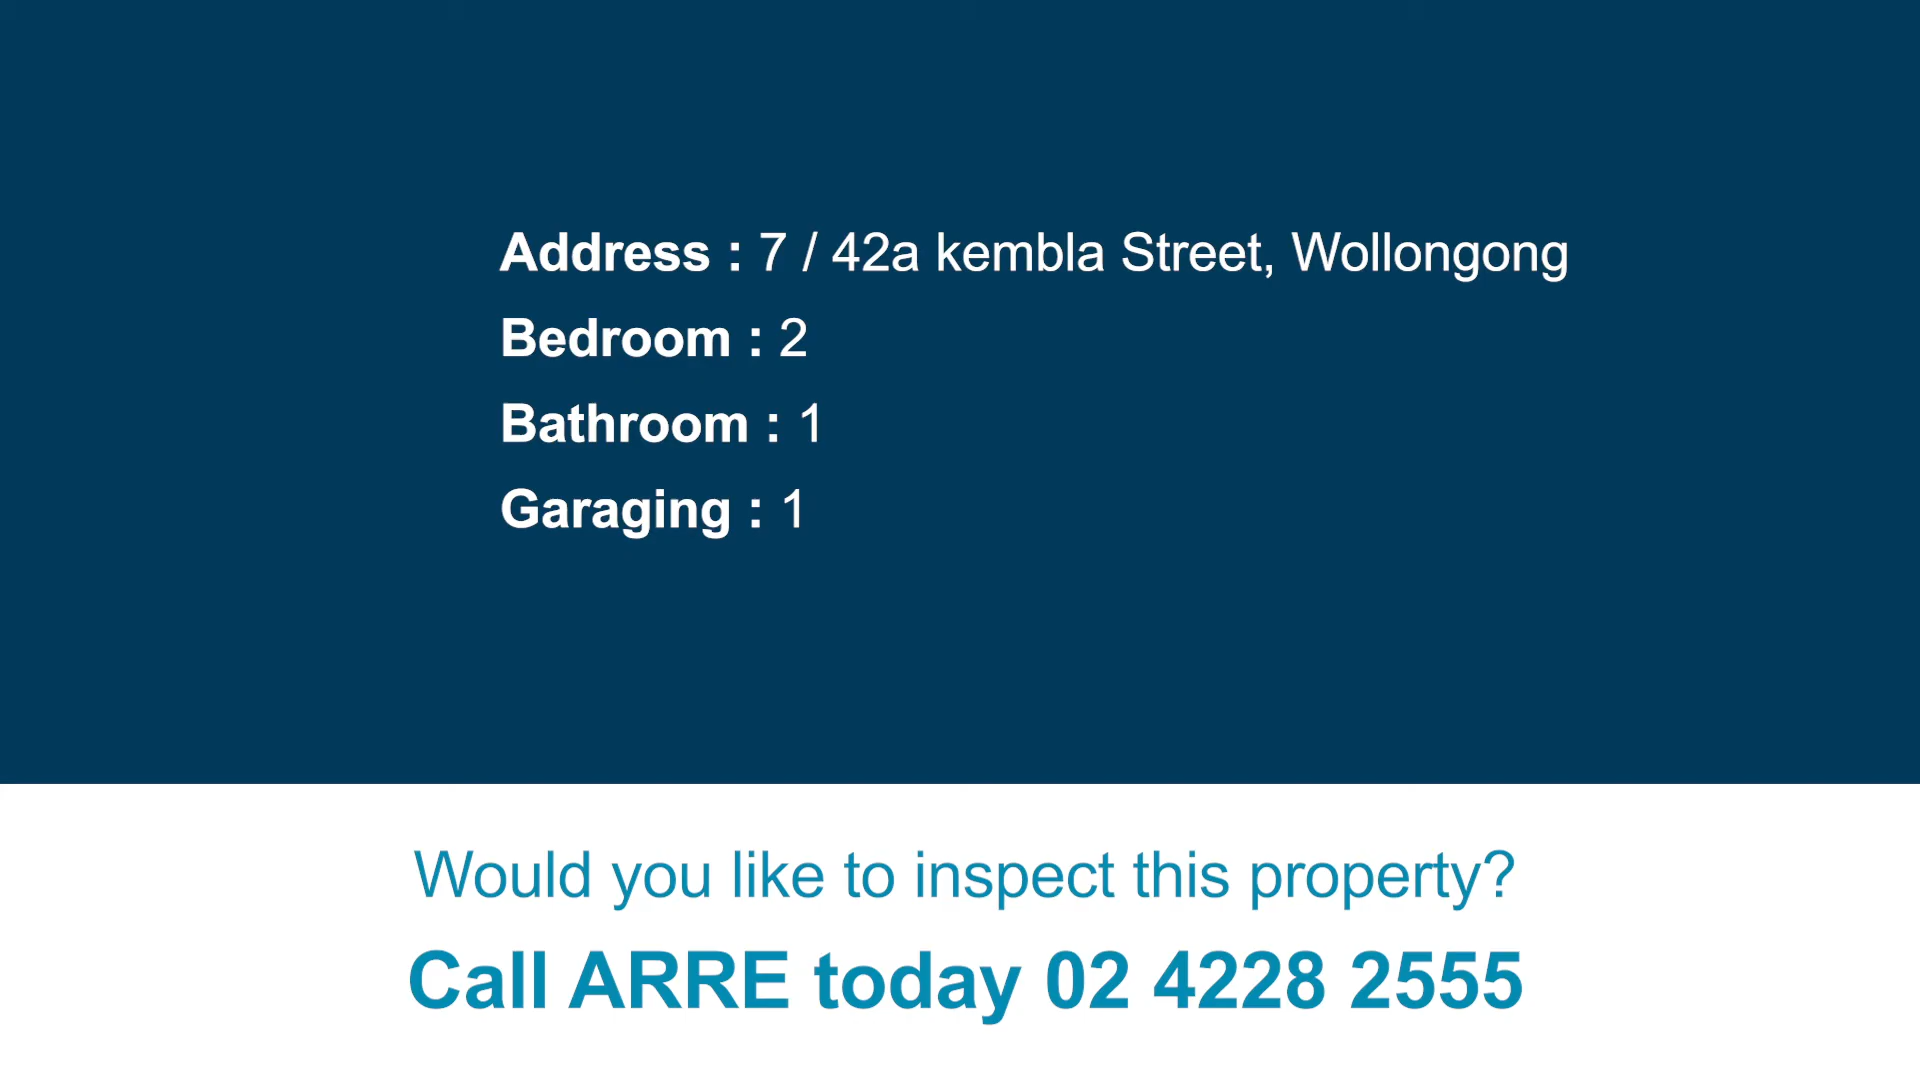 Address : 7 / 42a kembla Street, Wollongong
Bedroom : 2
Bathroom : 1
Garaging : 1
Would you like to inspect this property?
Call ARRE today 02 4228 2555